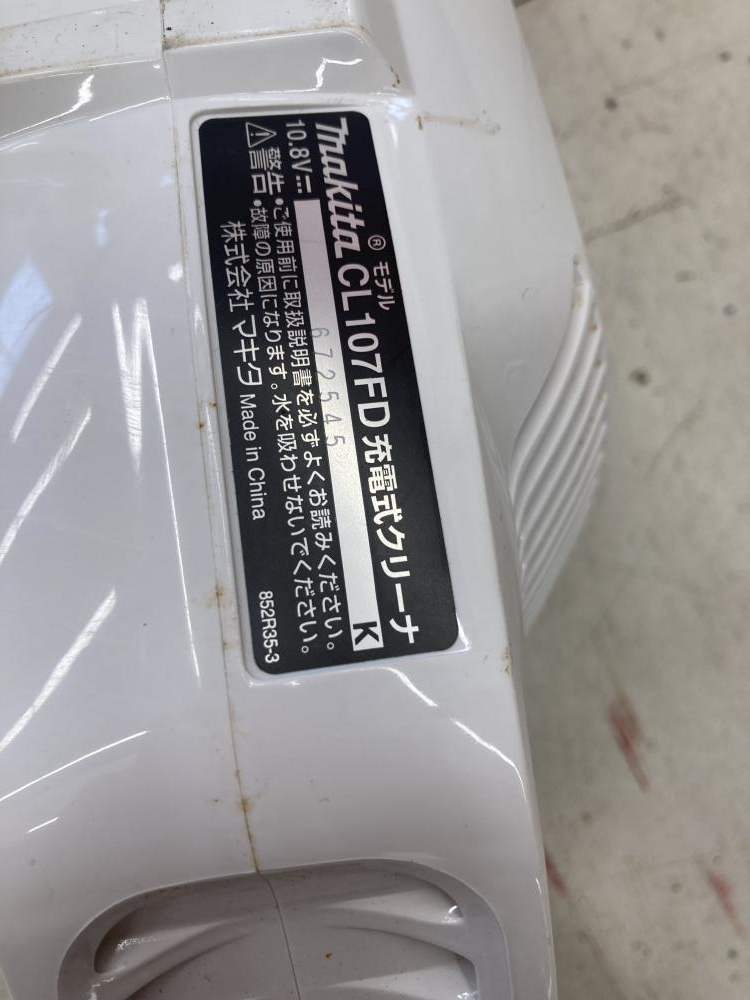 makita® モデル CL107FD 充電式クリーナ
10.8V⎓ 672545 K
⚠警告 •ご使用前に取扱説明書を必ずよくお読みください。
•故障の原因になります。水を吸わせないでください。
株式会社 マキタ Made in China 852R35-3